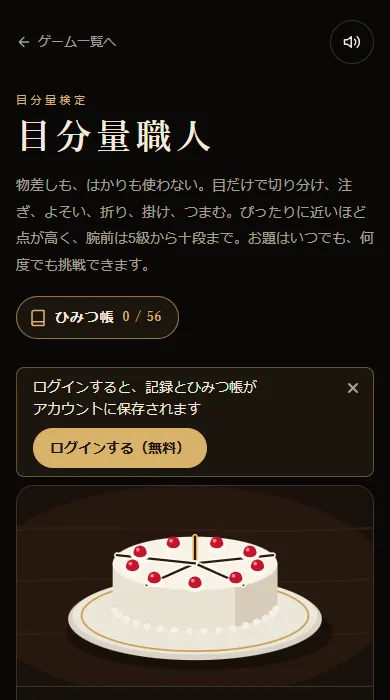 ゲーム一覧へ
目分量検定
目分量職人
物差しも、はかりも使わない。目だけで切り分け、注
ぎ、よそい、折り、掛け、つまむ。ぴったりに近いほど
点が高く、腕前は5級から十段まで。お題はいつでも、何
度でも挑戦できます。
ひみつ帳 0 / 56
ログインすると、記録とひみつ帳が
アカウントに保存されます
ログインする（無料）